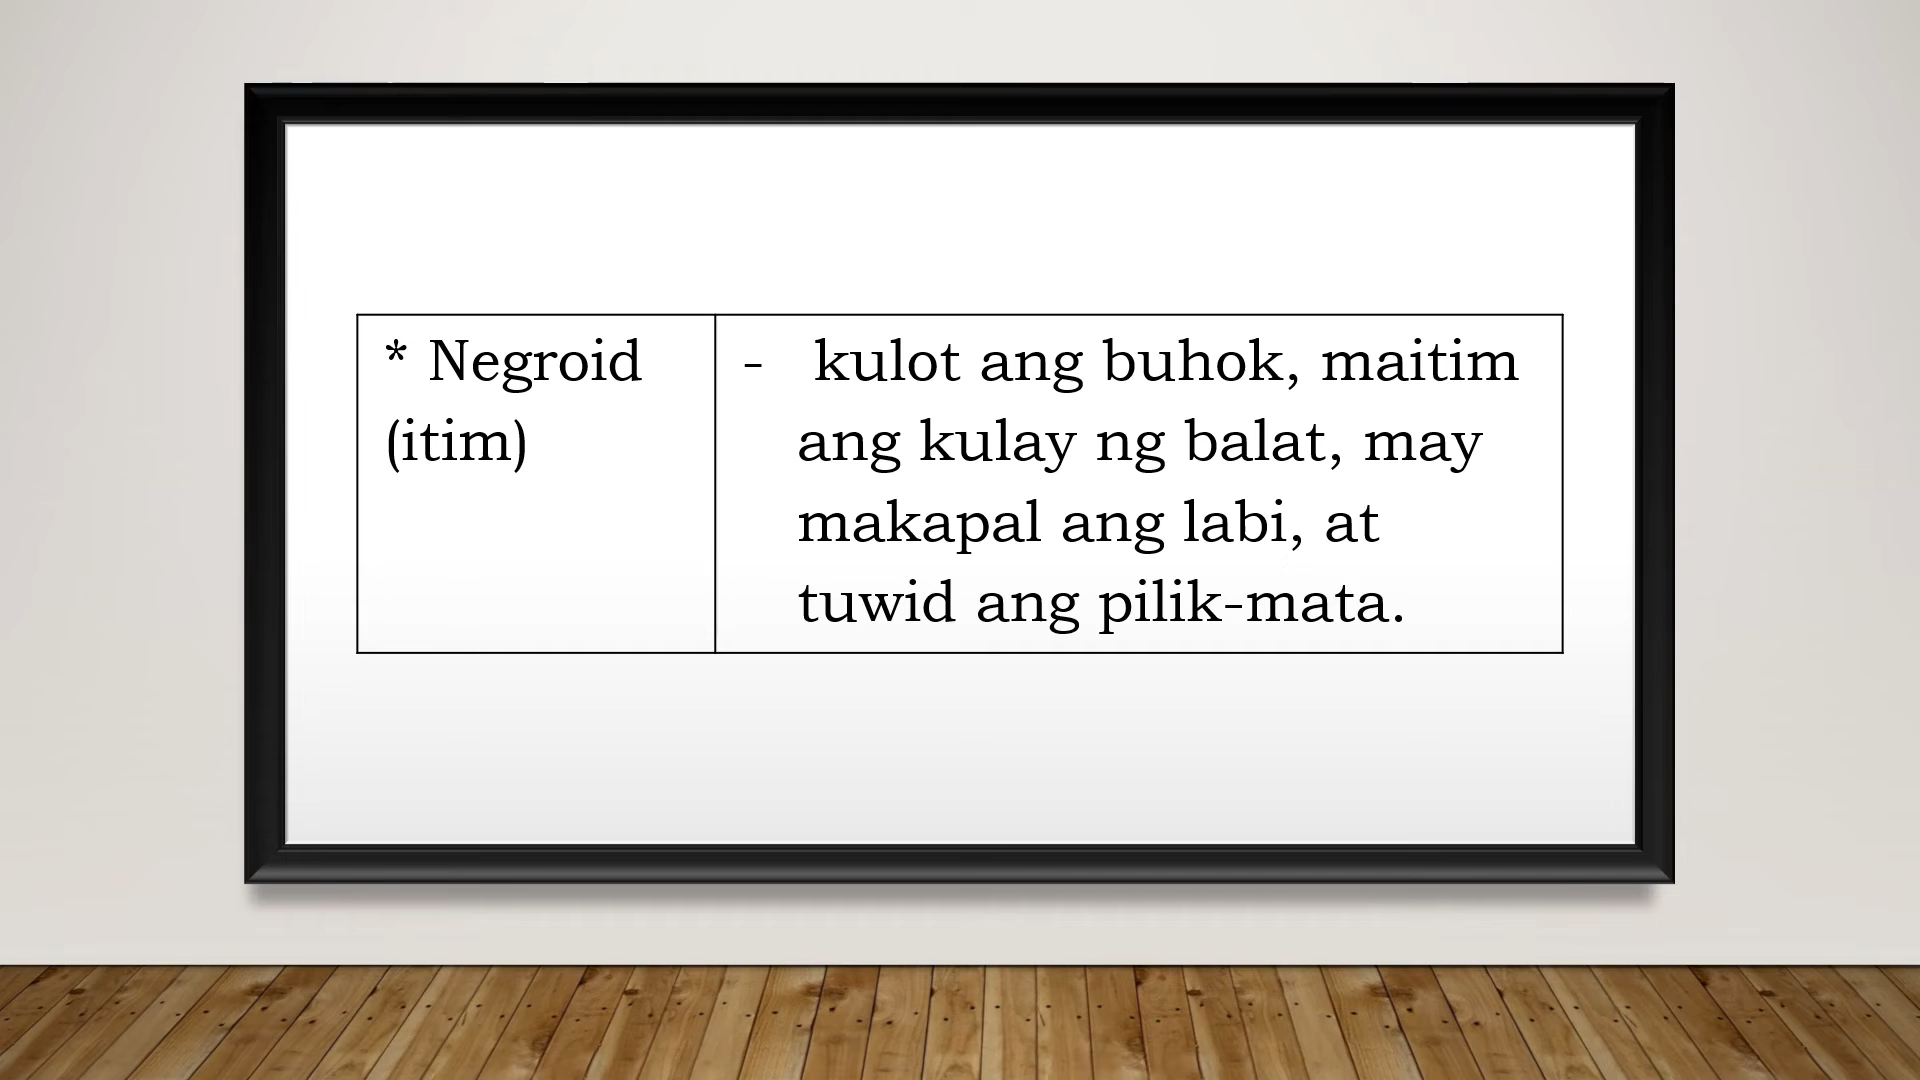 * Negroid
(itim)
- kulot ang buhok, maitim
ang kulay ng balat, may
makapal ang labi, at
tuwid ang pilik-mata.